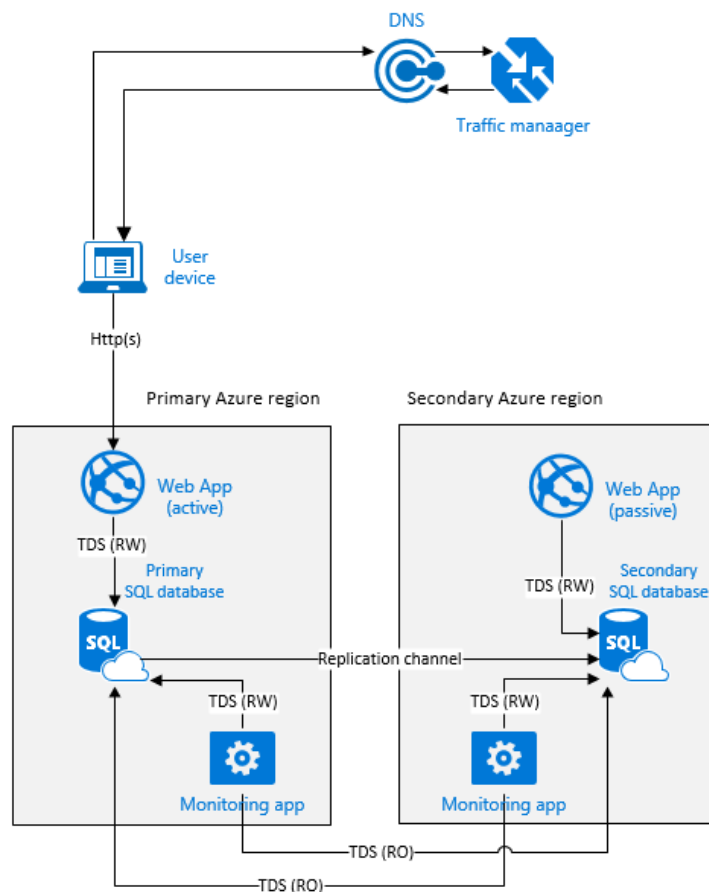 DNS
Traffic manaager
User
device
Http(s)
Primary Azure region
Secondary Azure region
Web App
(active)
Web App
(passive)
TDS (RW)
Primary
SQL database
TDS (RW)
Secondary
SQL database
SQL
SQL
Replication channel
TDS (RW)
TDS (RW)
Monitoring app
Monitoring app
TDS (RO)
TDS (RO)